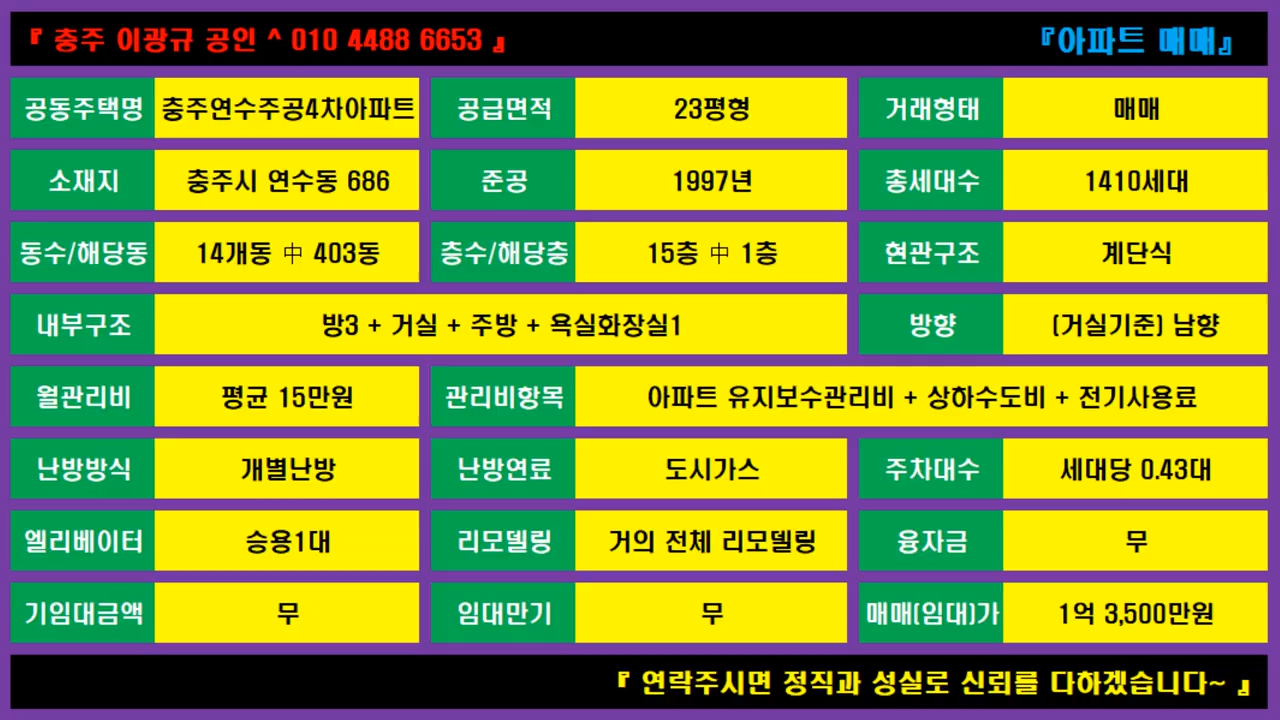 『 충주 이광규 공인 ^ 010 4488 6653 』 『아파트 매매』
공동주택명 충주연수주공4차아파트 공급면적 23평형 거래형태 매매
소재지 충주시 연수동 686 준공 1997년 총세대수 1410세대
동수/해당동 14개동 中 403동 층수/해당층 15층 中 1층 현관구조 계단식
내부구조 방3 + 거실 + 주방 + 욕실화장실1 방향 (거실기준) 남향
월관리비 평균 15만원 관리비항목 아파트 유지보수관리비 + 상하수도비 + 전기사용료
난방방식 개별난방 난방연료 도시가스 주차대수 세대당 0.43대
엘리베이터 승용1대 리모델링 거의 전체 리모델링 융자금 무
기임대금액 무 임대만기 무 매매(임대)가 1억 3,500만원
『 연락주시면 정직과 성실로 신뢰를 다하겠습니다~ 』